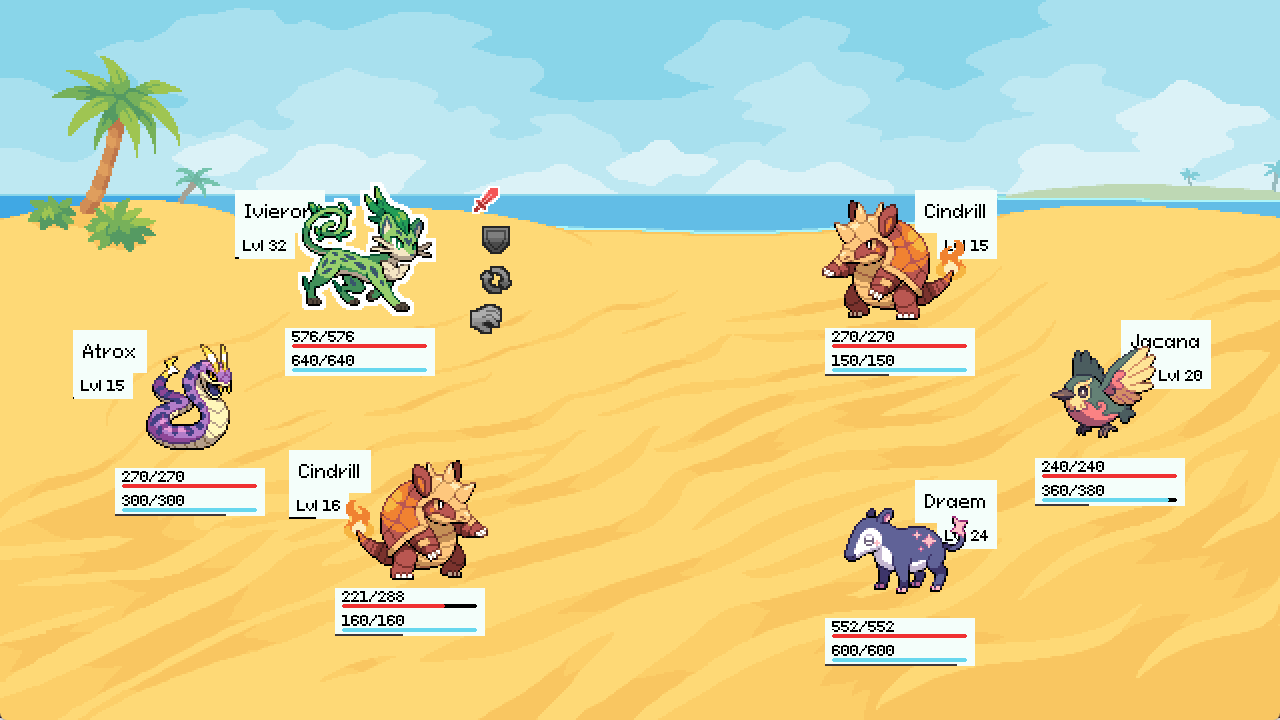 Ivieron
Lvl 32
576/576
640/640
Atrox
Lvl 15
270/270
300/300
Cindrill
Lvl 16
221/288
160/160
Cindrill
15
270/270
150/150
Jacana
Lvl 20
240/240
360/380
Draem
Lvl 24
552/552
600/600